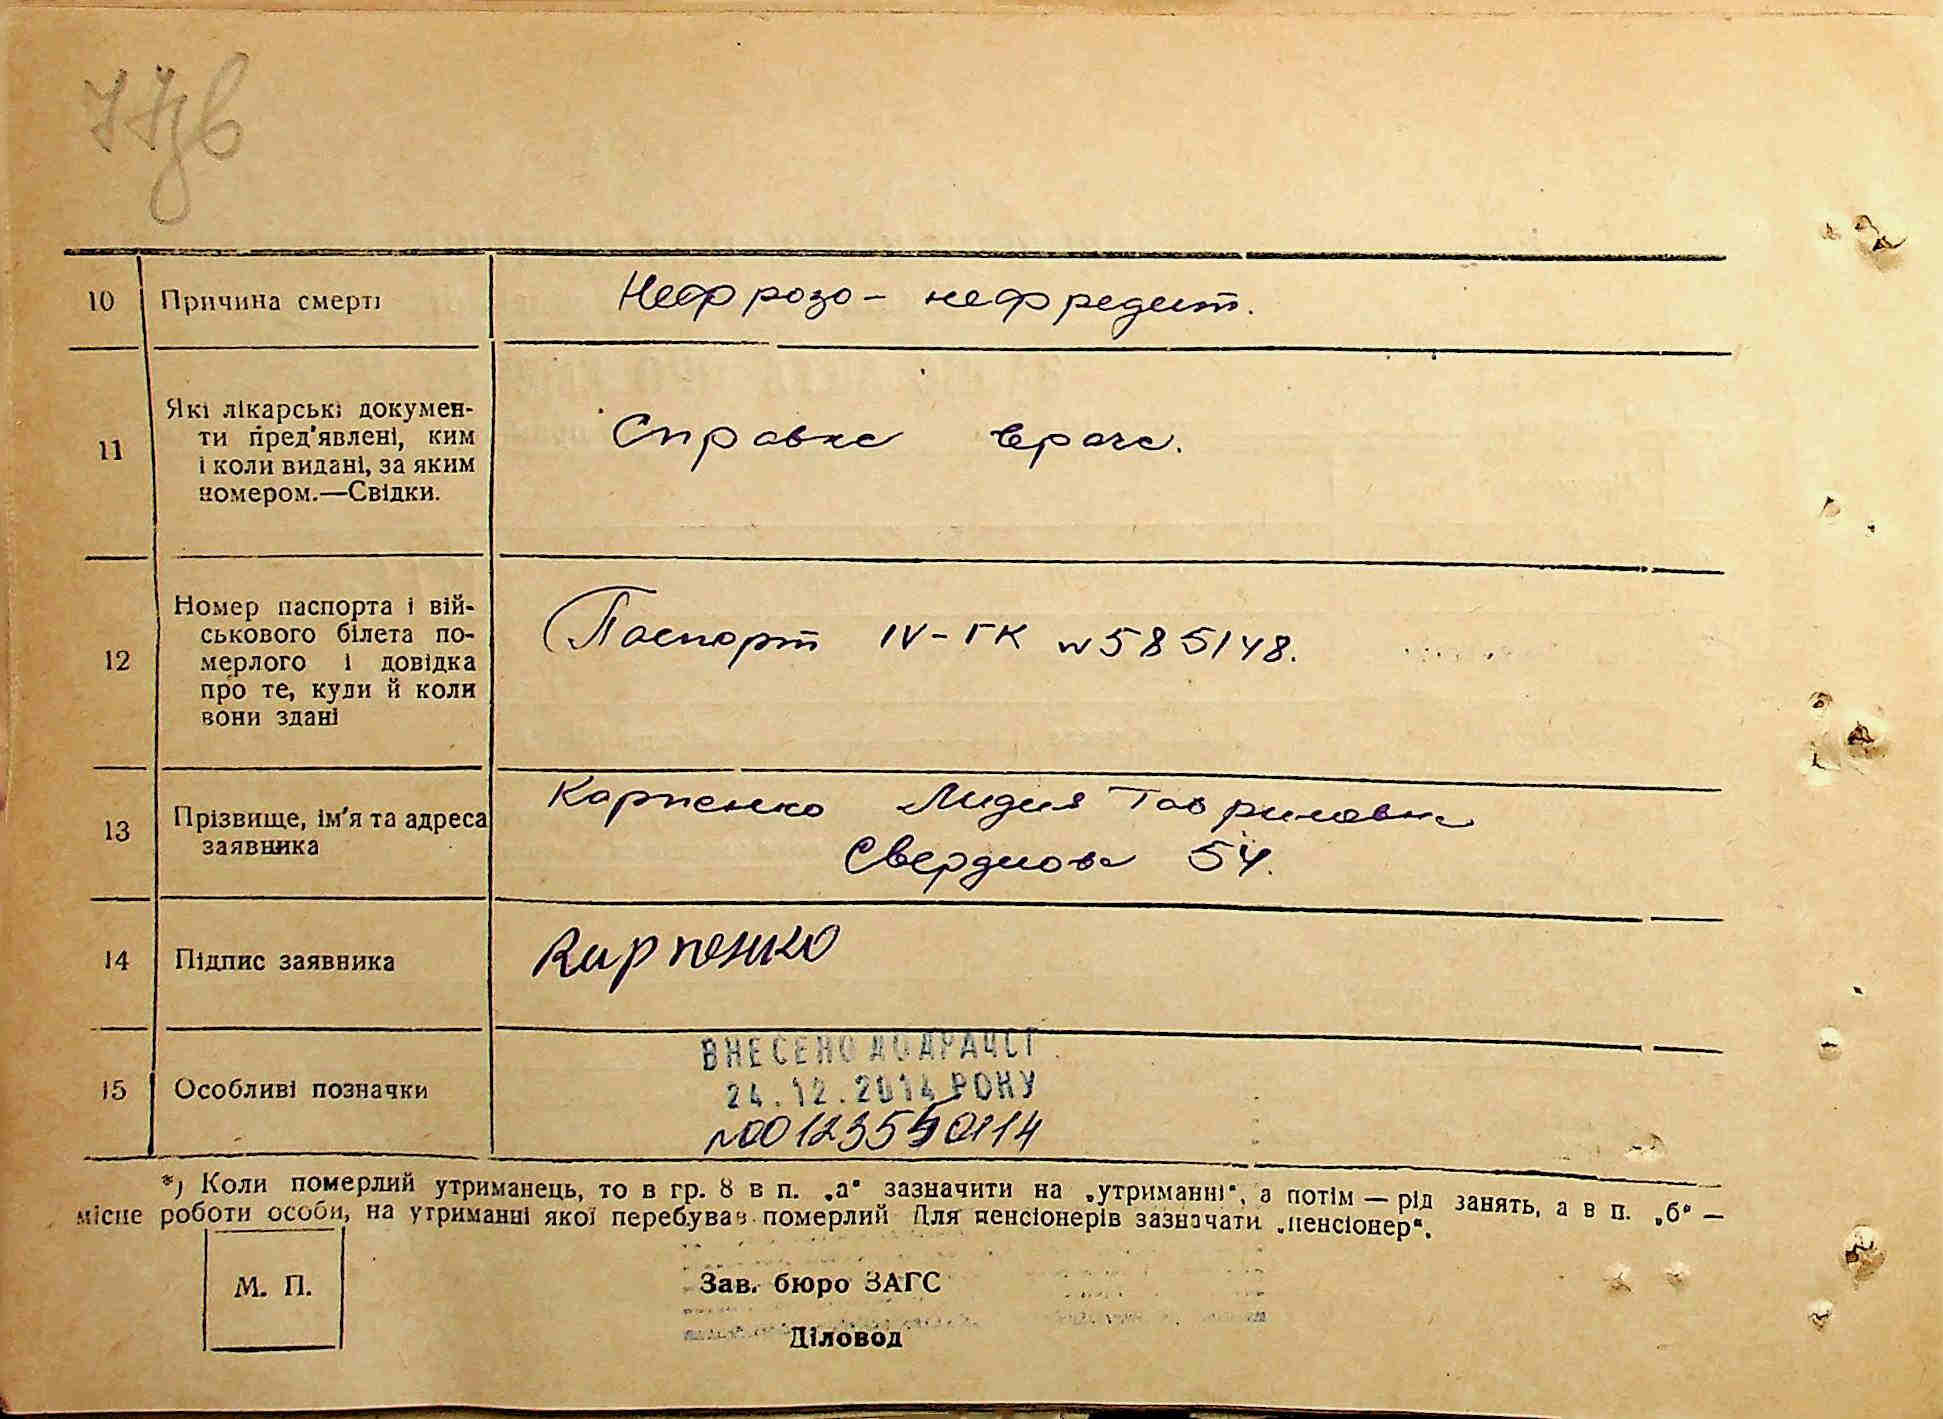 10 Причина смерті Нефрозо - нефредит.
11 Які лікарські докумен-
ти пред'явлені, ким
і коли видані, за яким
номером.—Свідки.
Справка врача.
12 Номер паспорта і вій-
ськового білета по-
мерлого і довідка
про те, куди й коли
вони здані
Паспорт IV-ГК № 585148.
13 Прізвище, ім'я та адреса
заявника
Карпенко Лидия Гавриловна
Свердлова 54.
14 Підпис заявника Карпенко
15 Особливі позначки
ВНЕСЕНО ДО ДРАЦСГ
24.12.2014 РОКУ
№00123550114
*) Коли померлий утриманець, то в гр. 8 в п. „а" зазначити на „утриманні", а потім — рід занять, а в п. „б" —
місце роботи особи, на утриманні якої перебував померлий Для пенсіонерів зазначати „пенсіонер".
М. П.
Зав. бюро ЗАГС
Діловод